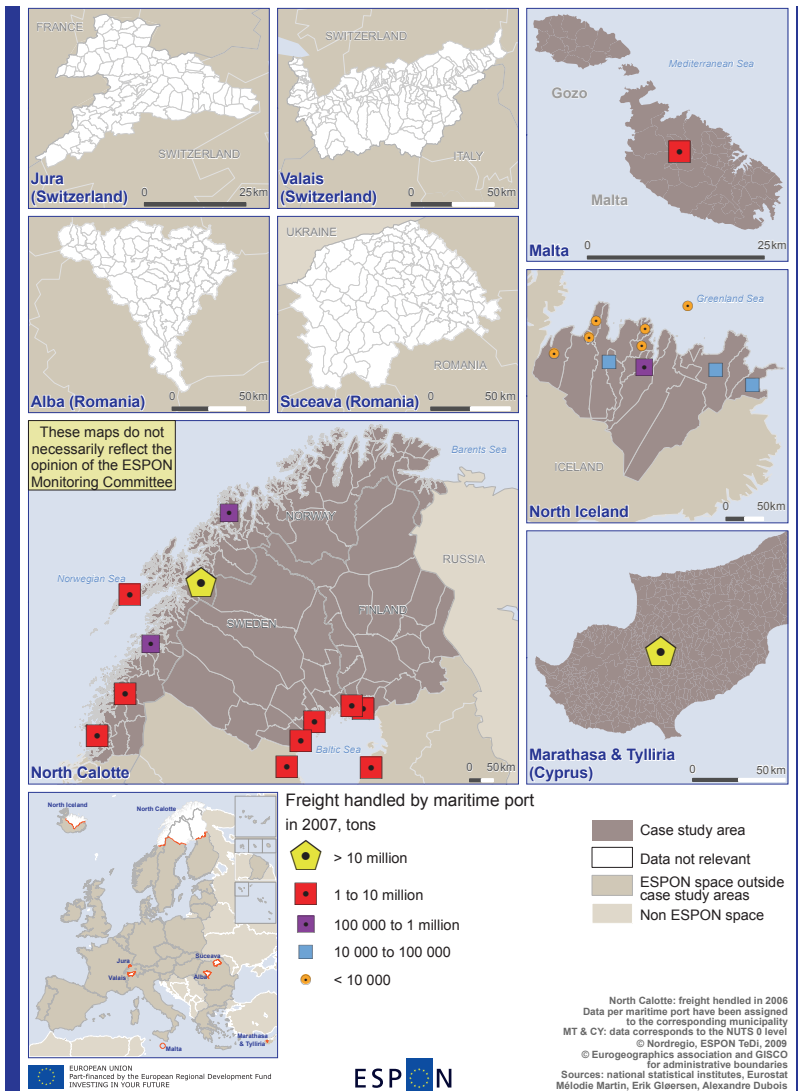 FRANCE
SWITZERLAND
Jura
(Switzerland)
0 25km
SWITZERLAND
ITALY
Valais
(Switzerland)
0 50km
Mediterranean Sea
Gozo
Malta
Malta
0 25km
Alba (Romania)
0 50km
UKRAINE
ROMANIA
Suceava (Romania)
0 50km
Greenland Sea
ICELAND
North Iceland
0 50km
These maps do not
necessarily reflect the
opinion of the ESPON
Monitoring Committee
Barents Sea
NORWAY
RUSSIA
Norwegian Sea
SWEDEN
FINLAND
Baltic Sea
North Calotte
0 50km
Marathasa & Tylliria
(Cyprus)
0 50km
North Iceland
North Calotte
Jura
Valais
Suceava
Alba
Malta
Marathasa
& Tylliria
Freight handled by maritime port
in 2007, tons
> 10 million
1 to 10 million
100 000 to 1 million
10 000 to 100 000
< 10 000
Case study area
Data not relevant
ESPON space outside
case study areas
Non ESPON space
North Calotte: freight hendled in 2006
Data per maritime port have been assigned
to the corresponding municipality
MT & CY: data corresponds to the NUTS 0 level
© Nordregio, ESPON TeDi, 2009
© Eurogeographics association and GISCO
for administrative boundaries
Sources: national statistical institutes, Eurostat
Mélodie Martin, Erik Gløersen, Alexandre Dubois
EUROPEAN UNION
Part-financed by the European Regional Development Fund
INVESTING IN YOUR FUTURE
ESPON